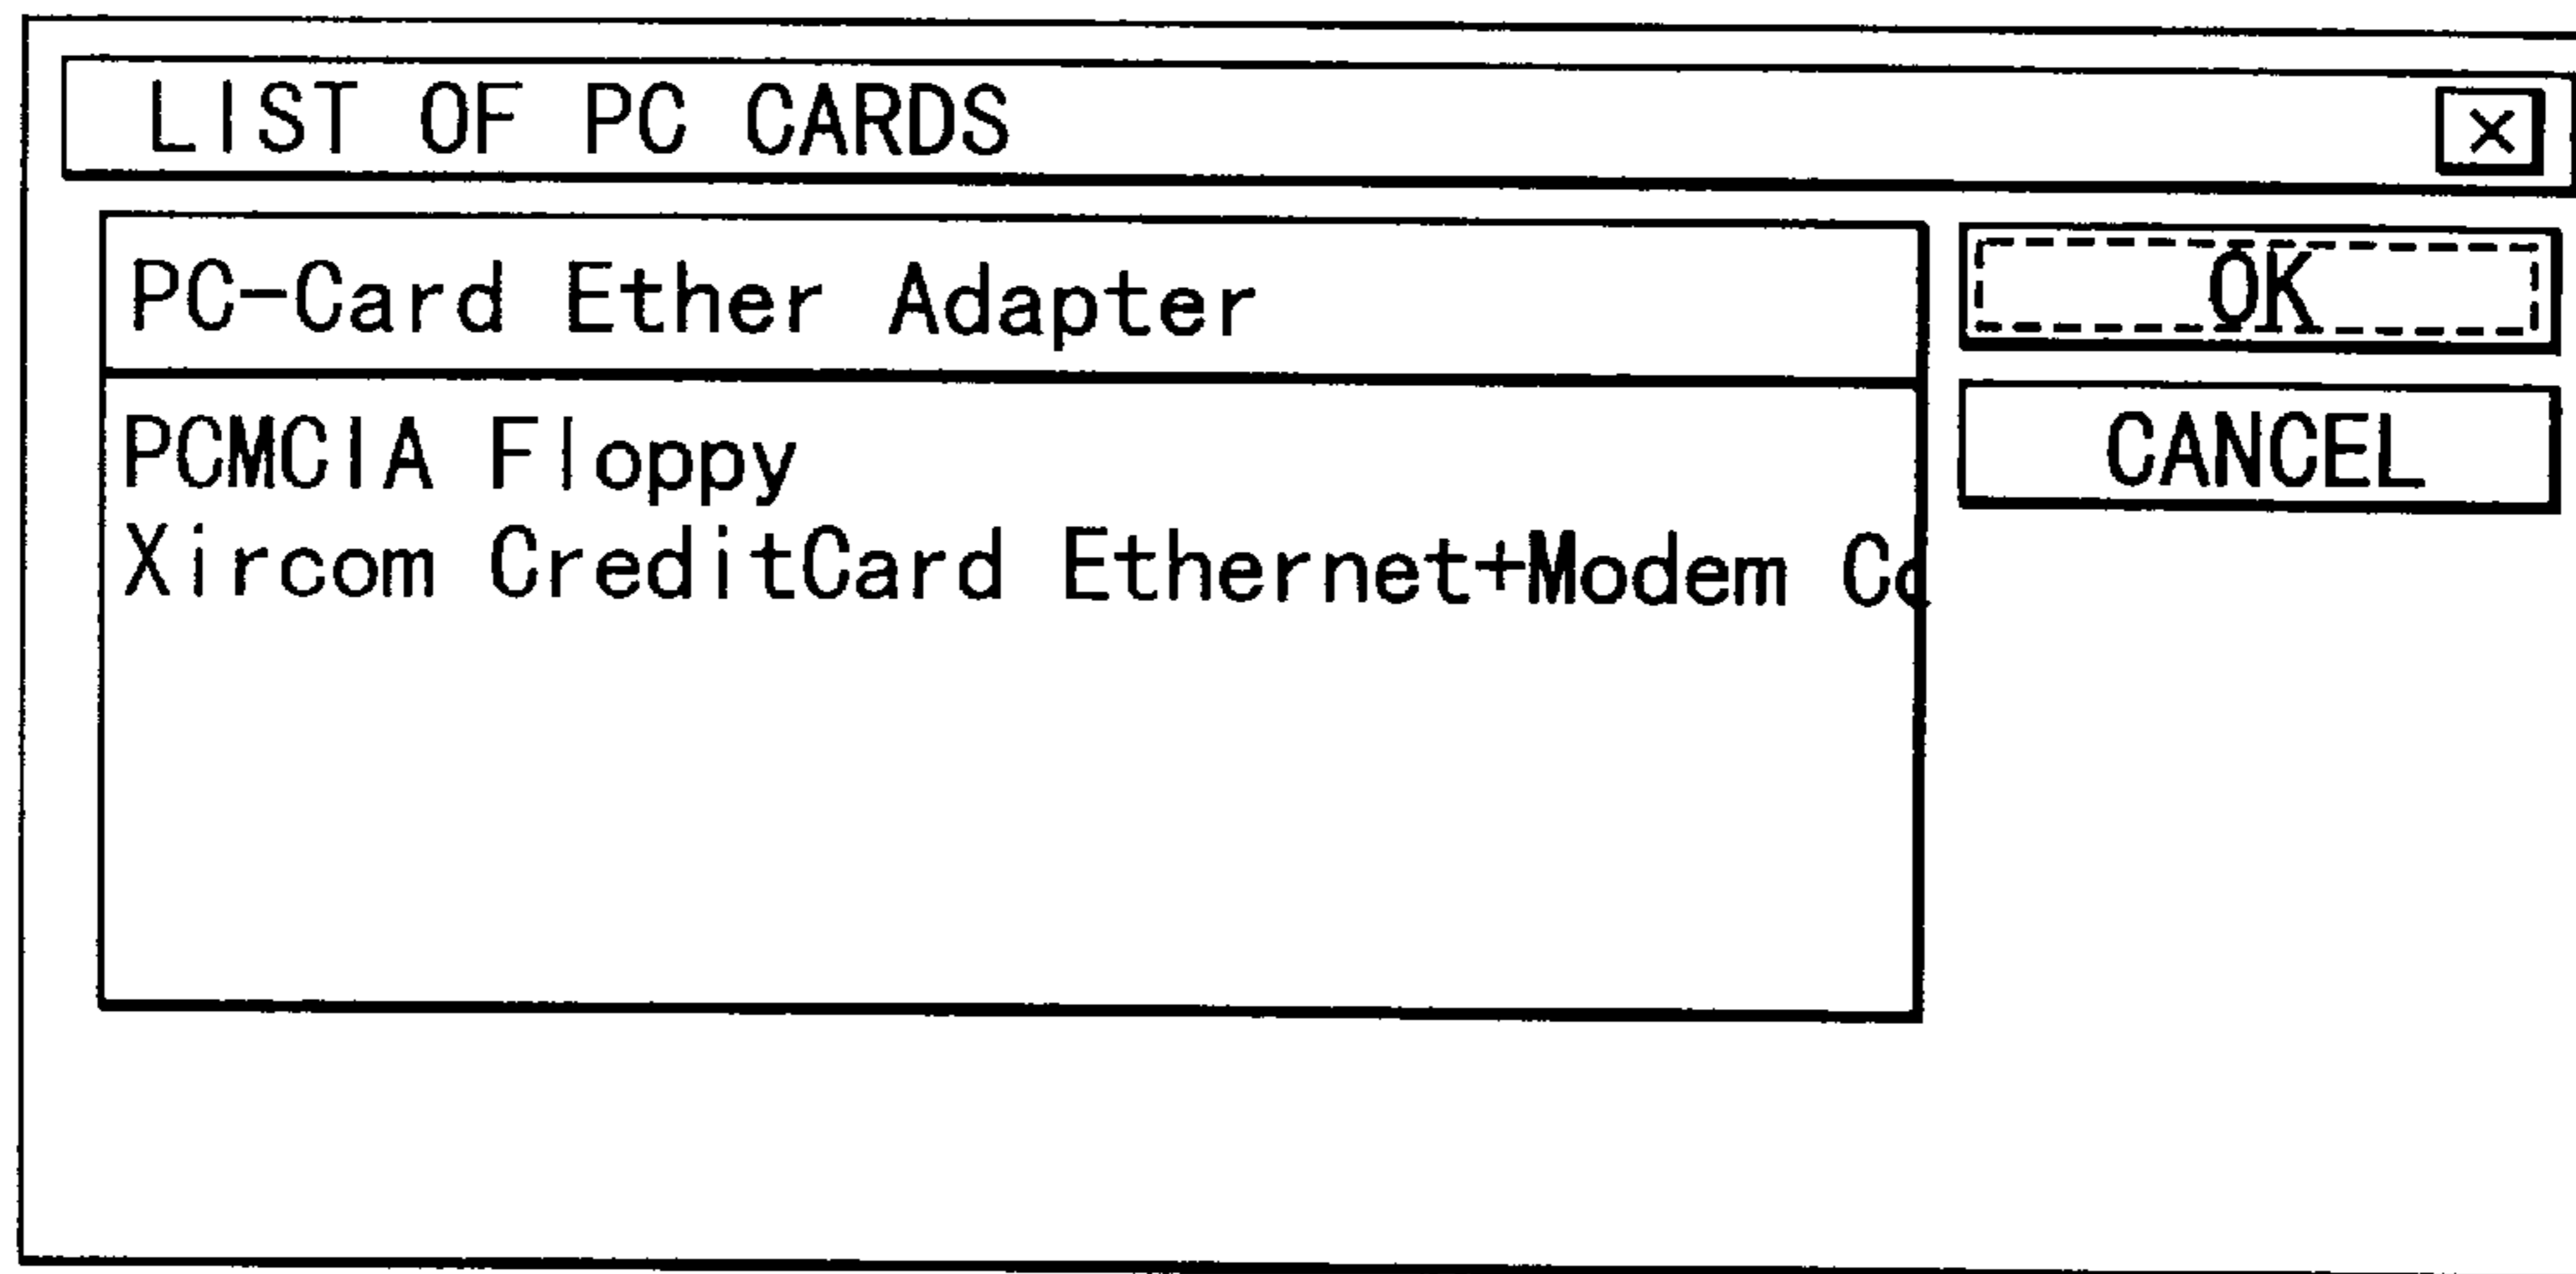 LIST OF PC CARDS
PC-Card Ether Adapter
OK
PCMCIA Floppy
CANCEL
Xircom CreditCard Ethernet+Modem